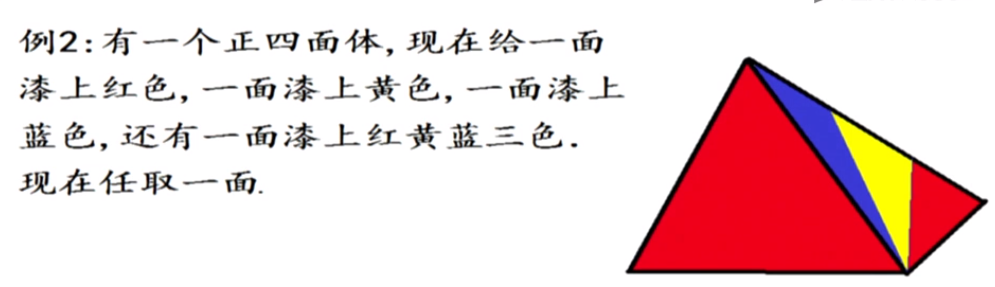 例2:有一个正四面体,现在给一面
漆上红色,一面漆上黄色,一面漆上
蓝色,还有一面漆上红黄蓝三色.
现在任取一面.